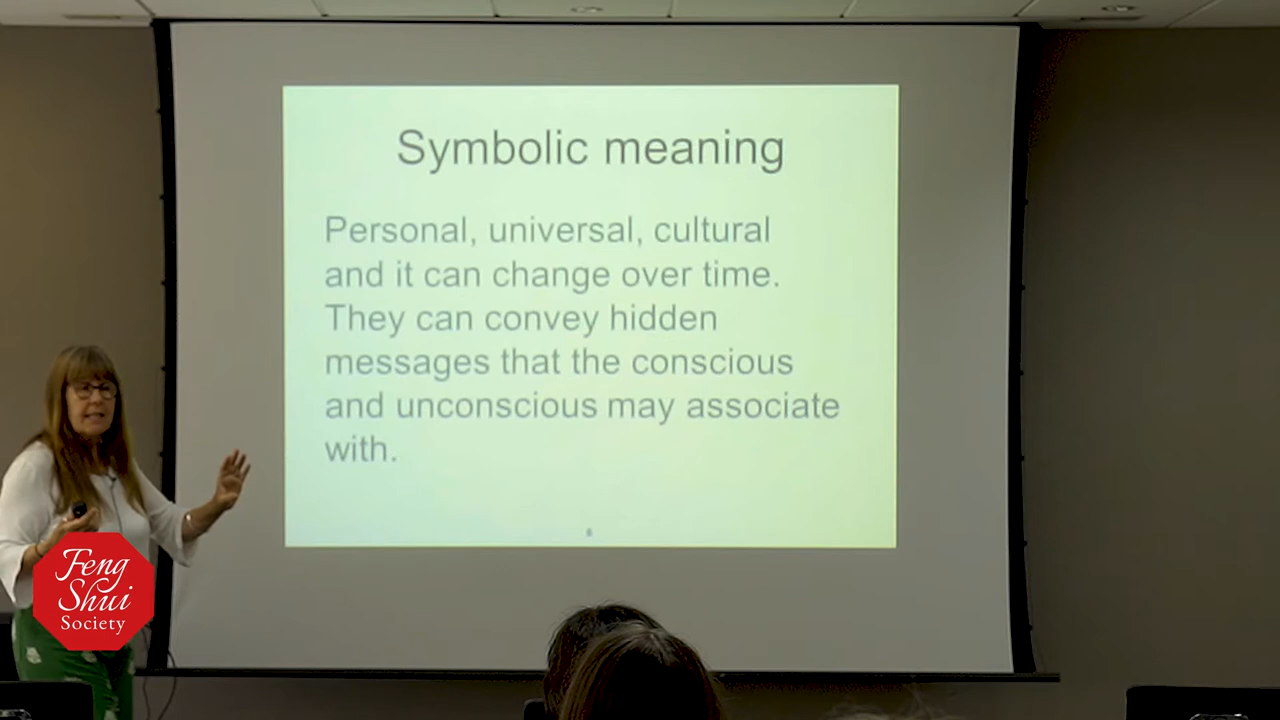 Symbolic meaning
Personal, universal, cultural
and it can change over time.
They can convey hidden
messages that the conscious
and unconscious may associate
with.
Feng
Shui
Society